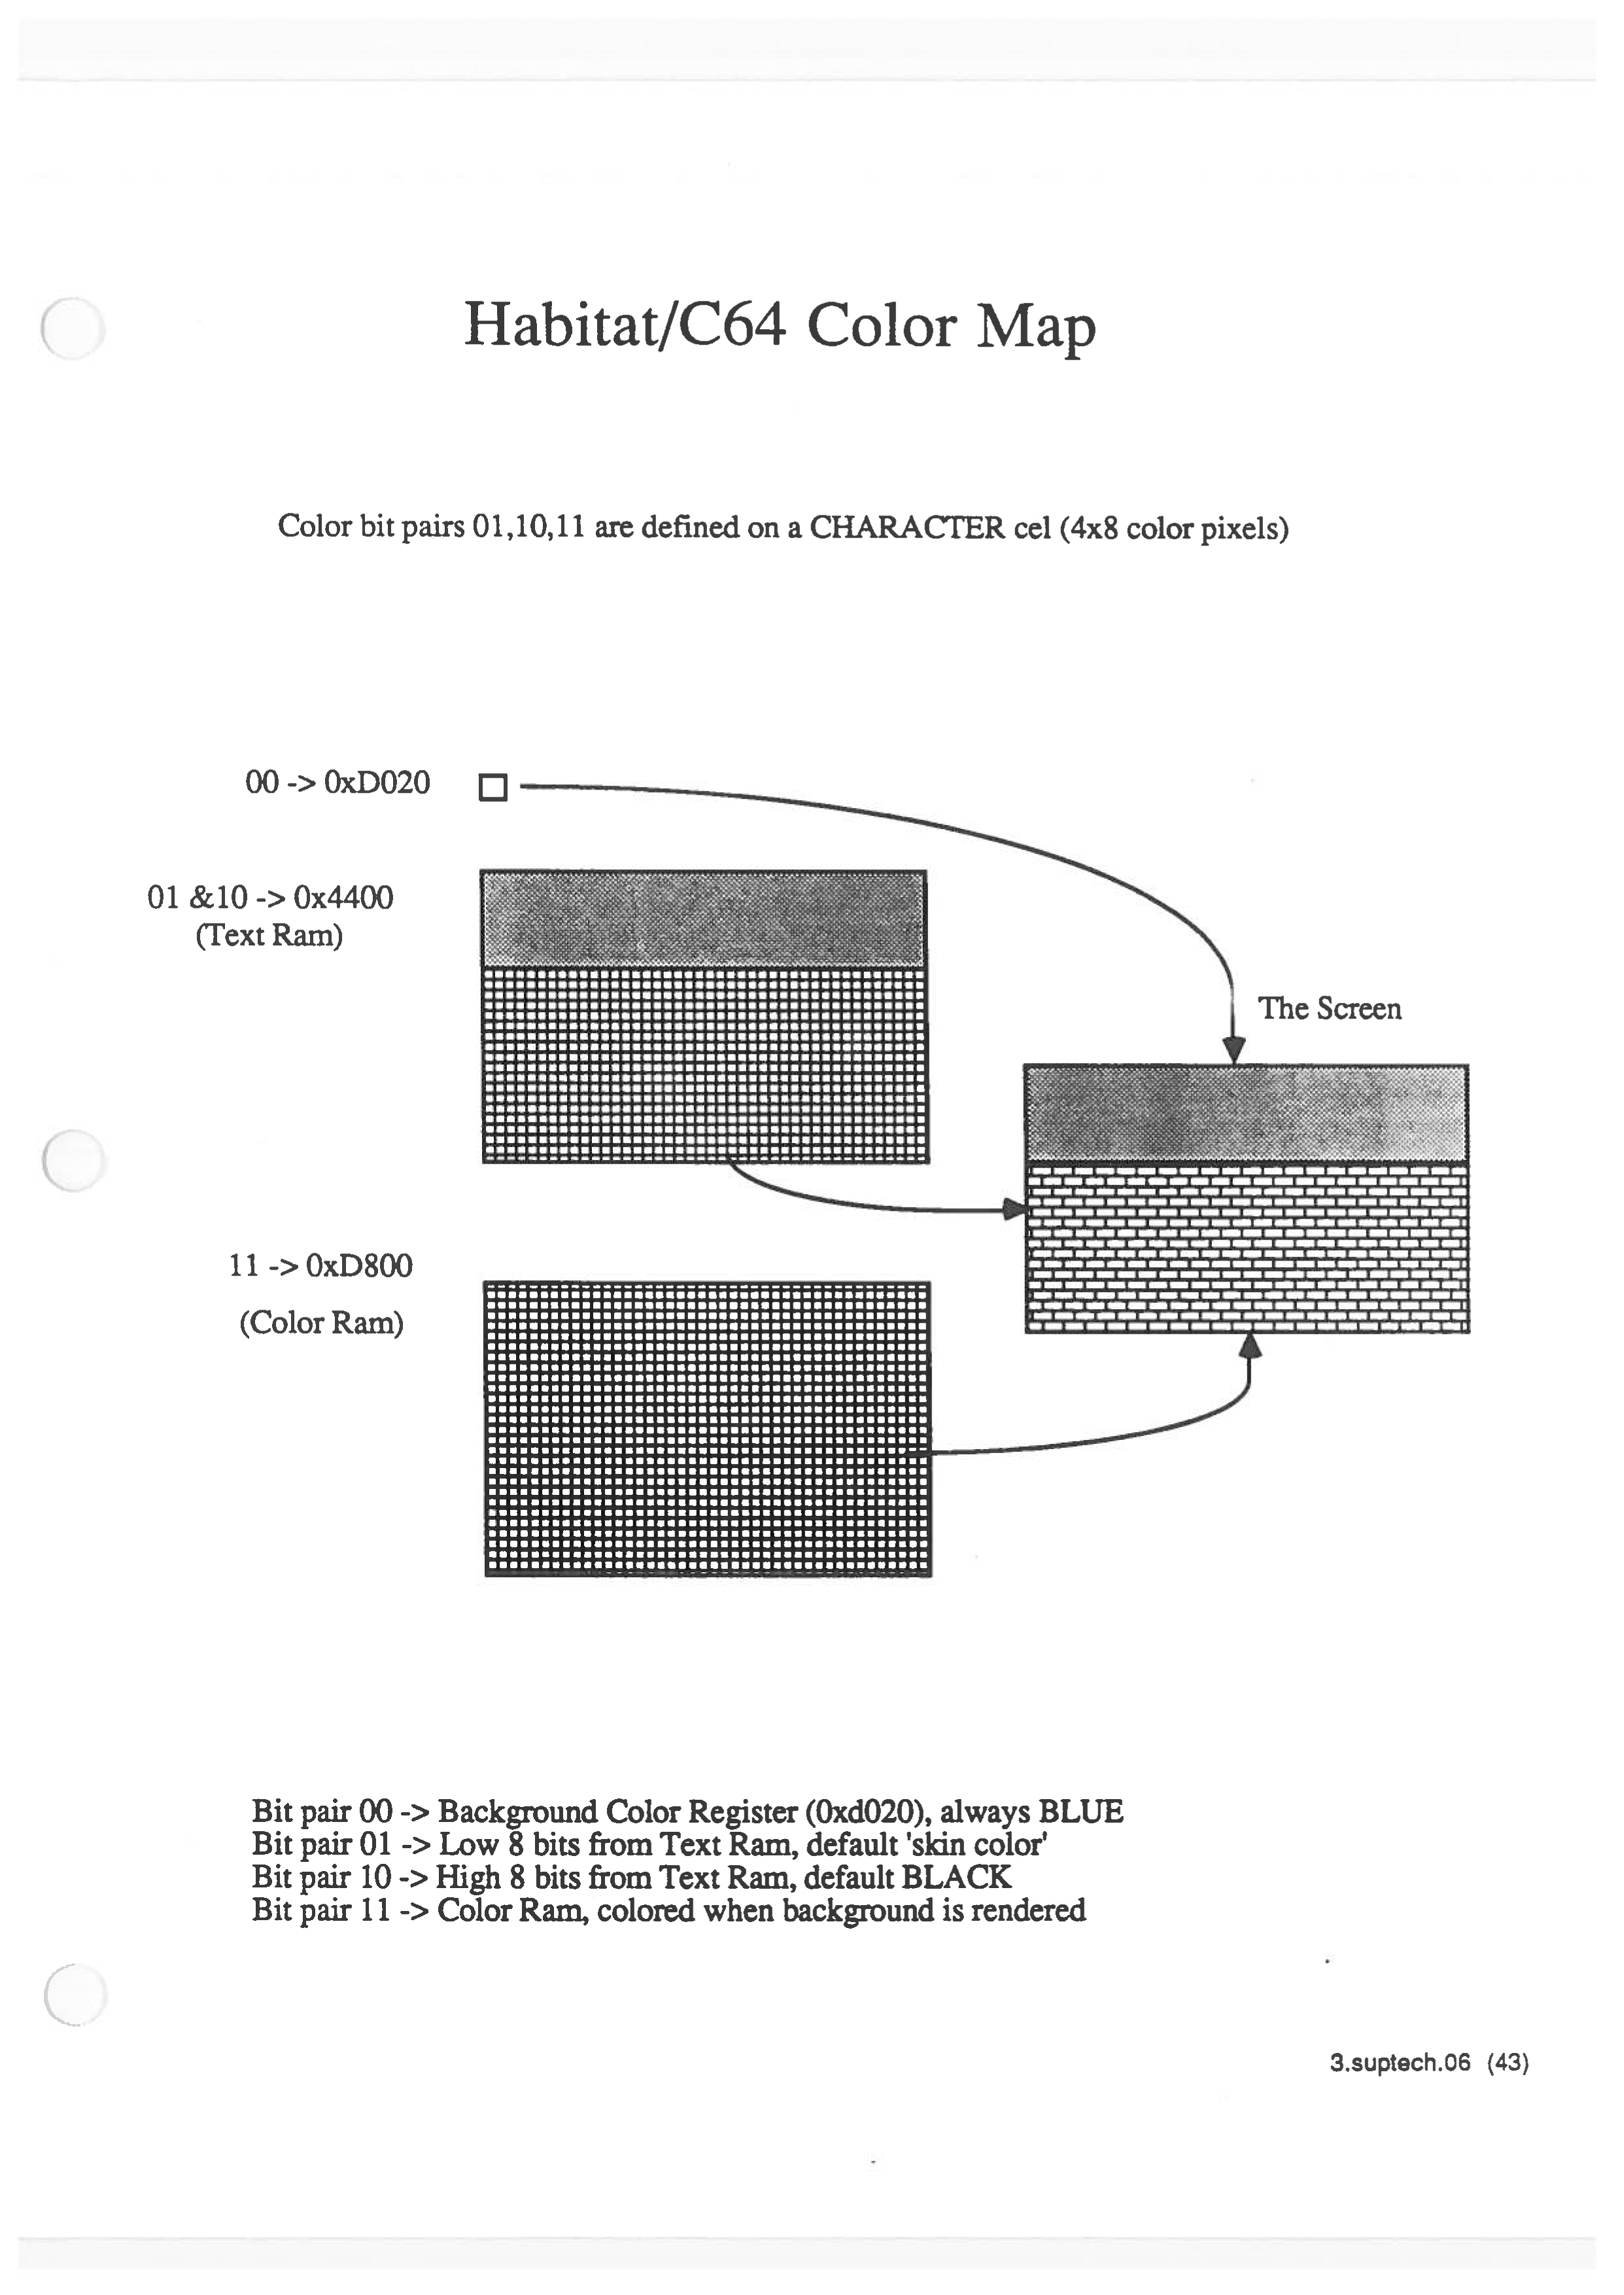 Habitat/C64 Color Map
Color bit pairs 01,10,11 are defined on a CHARACTER cel (4x8 color pixels)
00 -> 0xD020
01 &10 -> 0x4400
(Text Ram)
The Screen
11 -> 0xD800
(Color Ram)
Bit pair 00 -> Background Color Register (0xd020), always BLUE
Bit pair 01 -> Low 8 bits from Text Ram, default 'skin color'
Bit pair 10 -> High 8 bits from Text Ram, default BLACK
Bit pair 11 -> Color Ram, colored when background is rendered
3.suptech.06 (43)